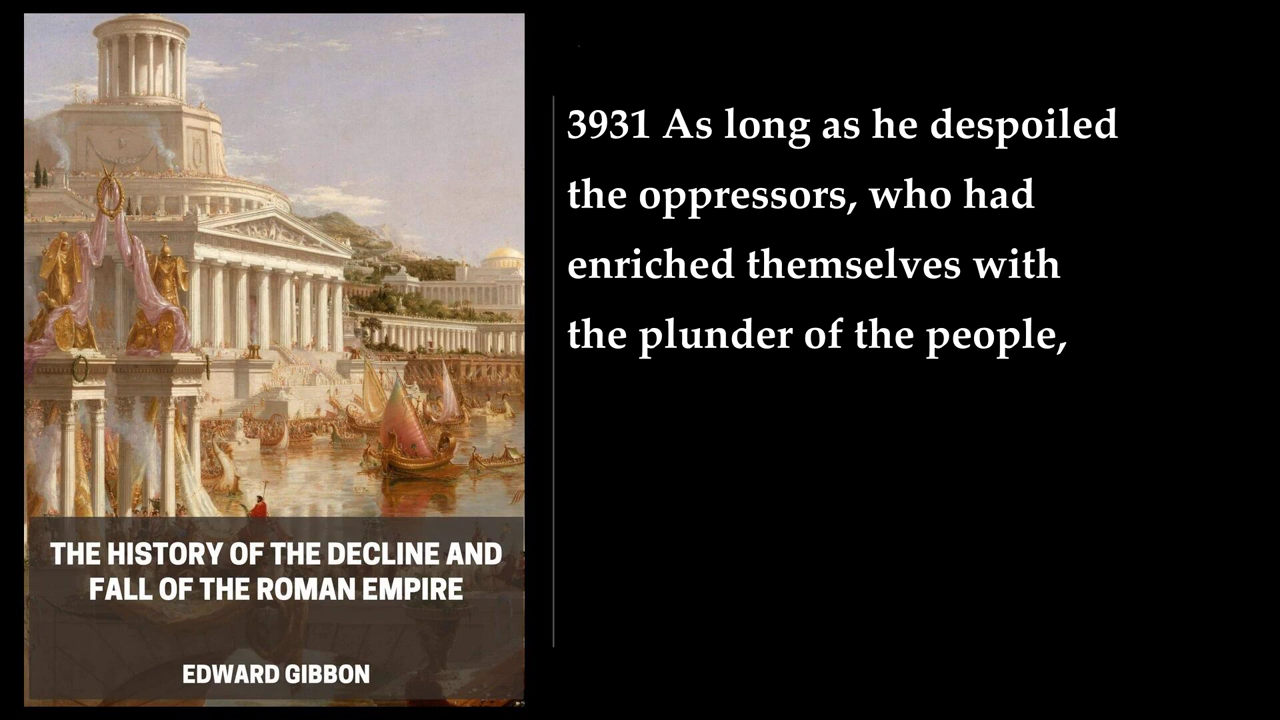 3931 As long as he despoiled
the oppressors, who had
enriched themselves with
the plunder of the people,
THE HISTORY OF THE DECLINE AND
FALL OF THE ROMAN EMPIRE
EDWARD GIBBON